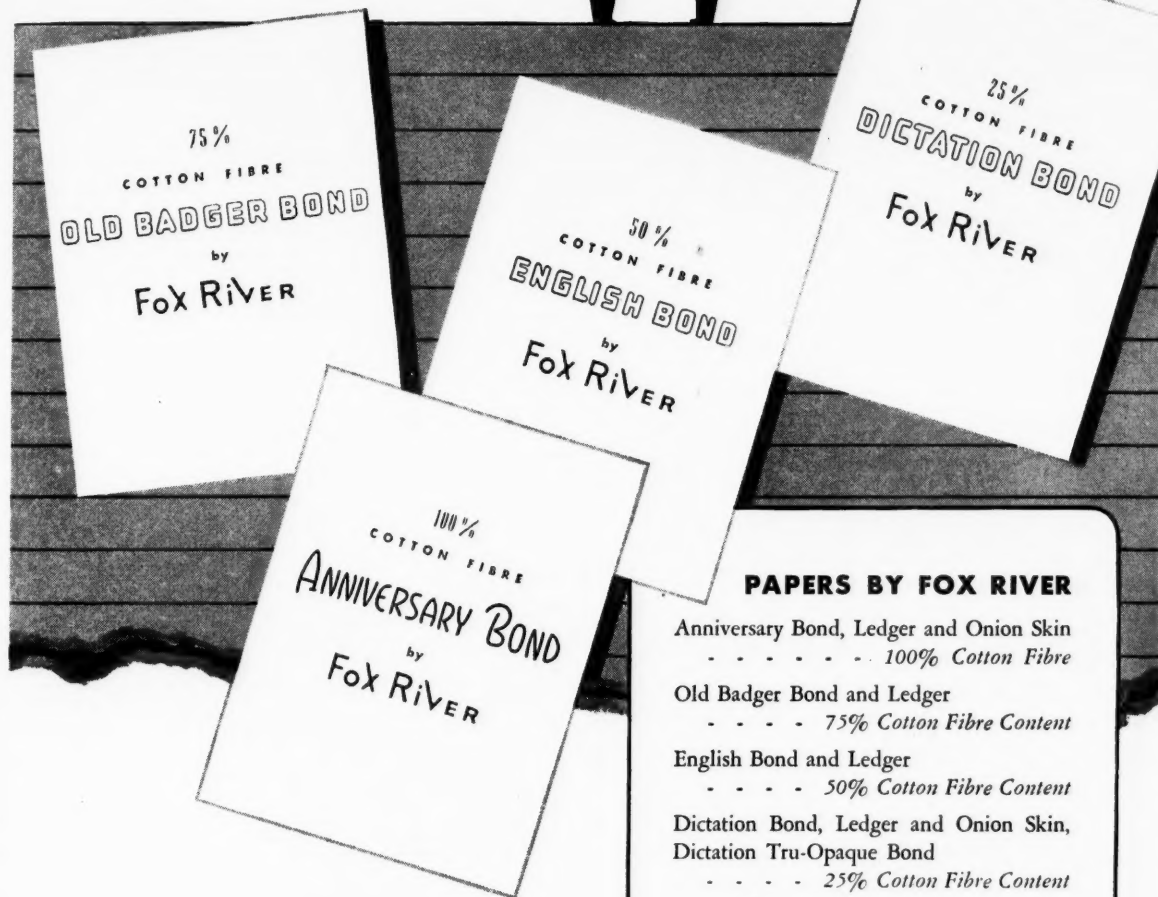 75%
COTTON FIBRE
OLD BADGER BOND
by
FoX RiVER
50%
COTTON FIBRE
ENGLISH BOND
by
FoX RiVER
25%
COTTON FIBRE
DICTATION BOND
by
FoX RiVER
100%
COTTON FIBRE
ANNIVERSARY BOND
by
FoX RiVER
PAPERS BY FOX RIVER
Anniversary Bond, Ledger and Onion Skin
- - - - - - - 100% Cotton Fibre
Old Badger Bond and Ledger
- - - - 75% Cotton Fibre Content
English Bond and Ledger
- - - - 50% Cotton Fibre Content
Dictation Bond, Ledger and Onion Skin,
Dictation Tru-Opaque Bond
- - - - 25% Cotton Fibre Content